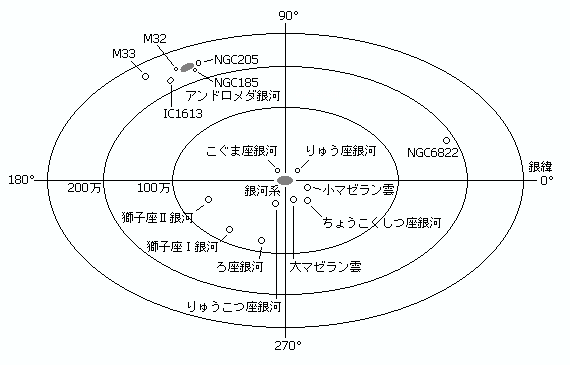 90°
M32
M33
NGC205
NGC185
アンドロメダ銀河
IC1613
こぐま座銀河
りゅう座銀河
NGC6822
銀緯
180°
200万
100万
銀河系
小マゼラン雲
0°
獅子座Ⅱ銀河
ちょうこくしつ座銀河
獅子座Ⅰ銀河
ろ座銀河
大マゼラン雲
りゅうこつ座銀河
270°